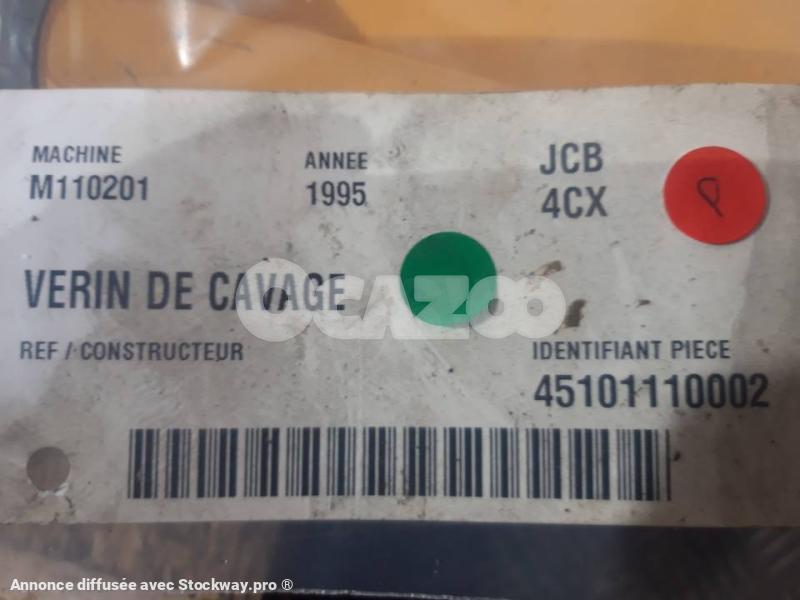 MACHINE
M110201
ANNEE
1995
JCB
4CX
P
VERIN DE CAVAGE
OCAZOO
REF / CONSTRUCTEUR
IDENTIFIANT PIECE
45101110002
Annonce diffusée avec Stockway.pro ®